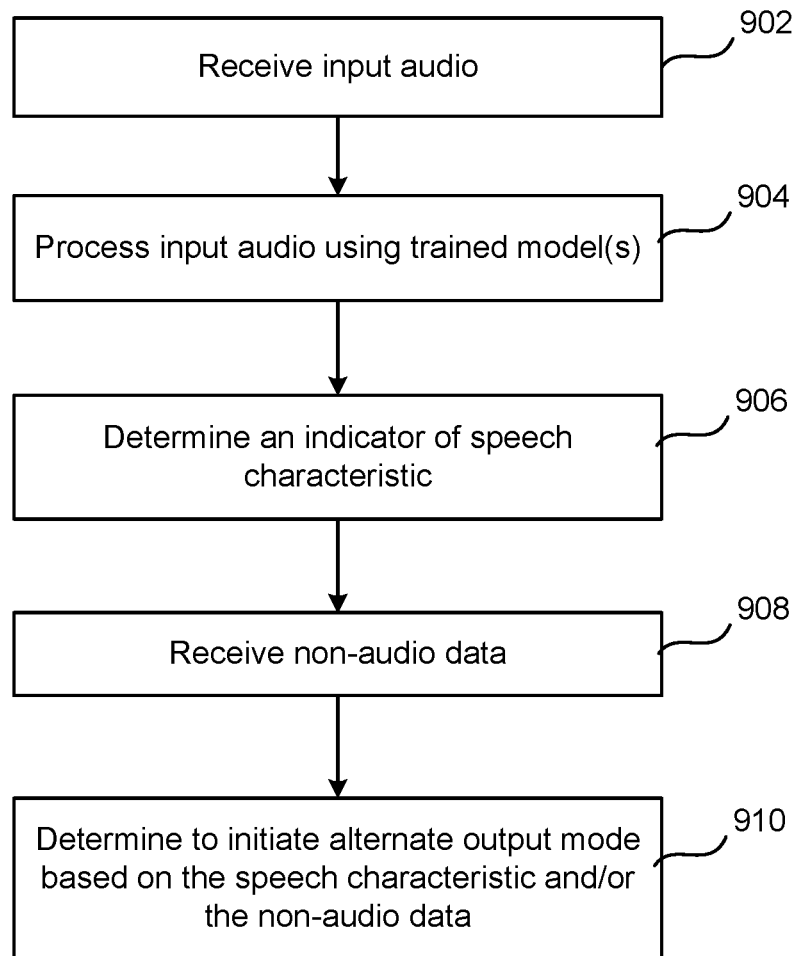 902
Receive input audio
904
Process input audio using trained model(s)
906
Determine an indicator of speech
characteristic
908
Receive non-audio data
910
Determine to initiate alternate output mode
based on the speech characteristic and/or
the non-audio data